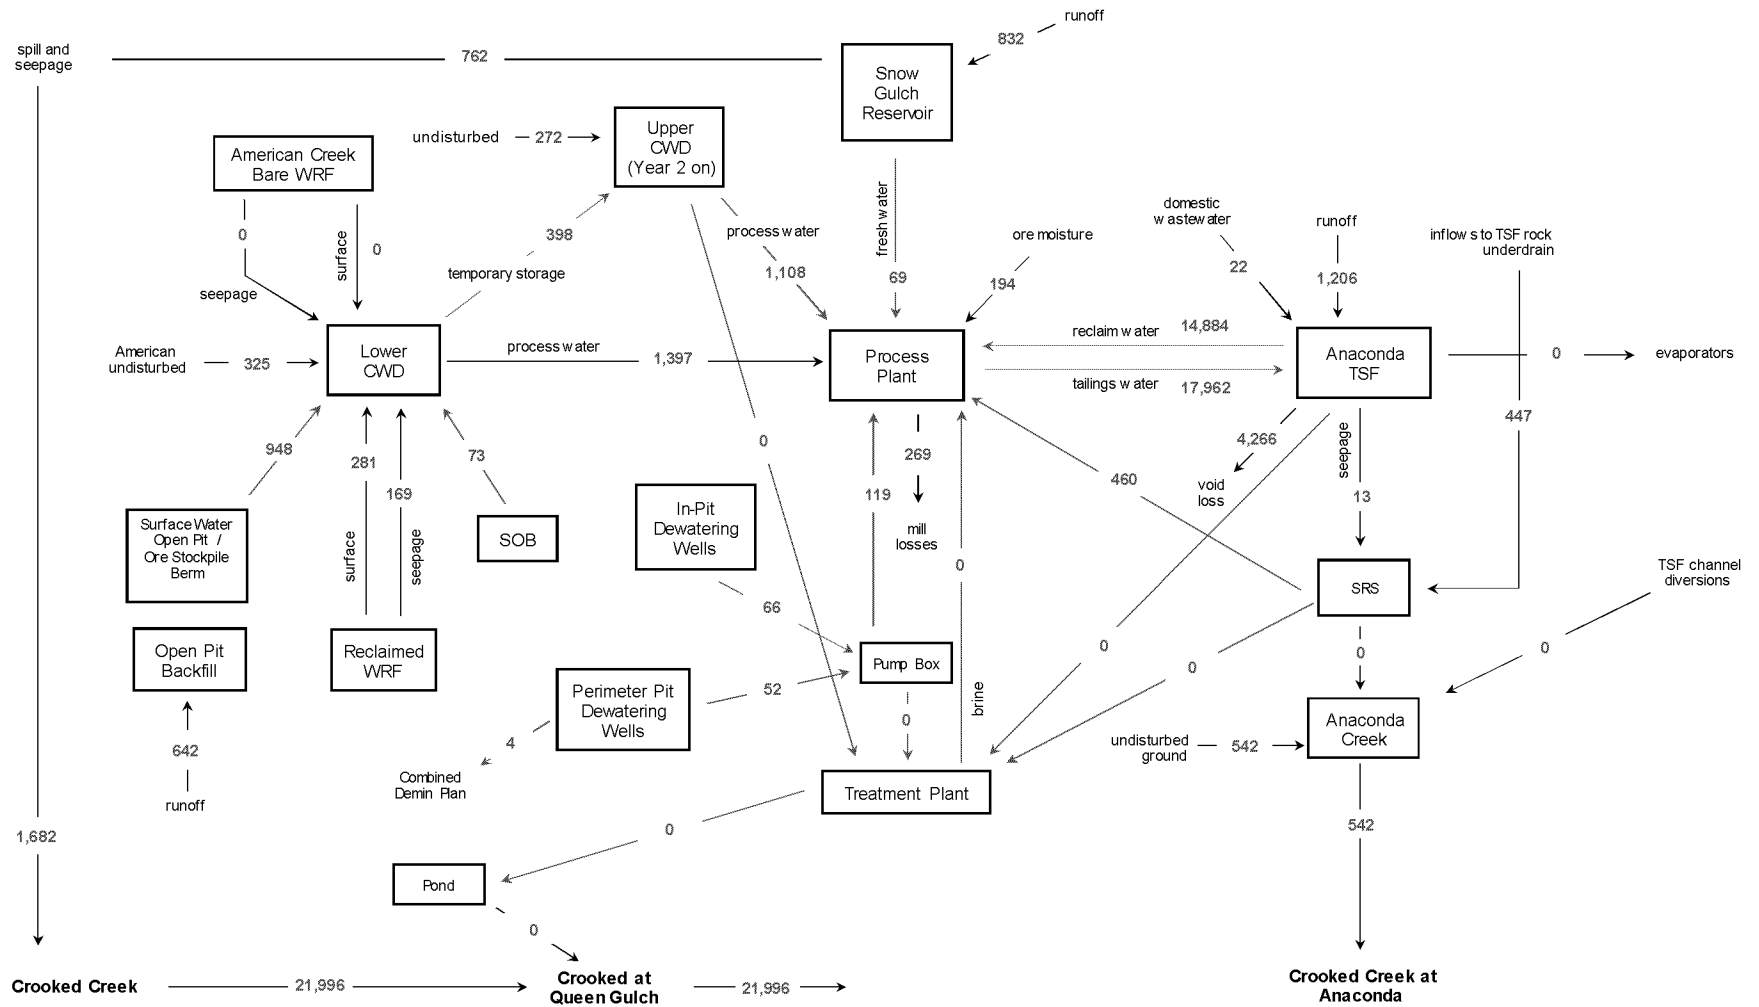 runoff
832
spill and
seepage
762
Snow
Gulch
Reservoir
undisturbed
272
Upper
CWD
(Year 2 on)
American Creek
Bare WRF
0
surface
0
seepage
398
temporary storage
process water
1,108
fresh water
69
ore moisture
194
domestic
wastewater
22
runoff
1,206
inflows to TSF rock
underdrain
American
undisturbed
325
Lower
CWD
process water
1,397
Process
Plant
reclaim water
14,884
tailings water
17,962
Anaconda
TSF
0
evaporators
447
948
281
169
73
surface
seepage
0
119
269
mill
losses
460
4,266
void
loss
seepage
13
Surface Water
Open Pit /
Ore Stockpile
Berm
SOB
In-Pit
Dewatering
Wells
66
0
brine
SRS
TSF channel
diversions
Open Pit
Backfill
Reclaimed
WRF
Pump Box
0
0
0
0
Perimeter Pit
Dewatering
Wells
52
4
Combined
Demin Plan
0
Anaconda
Creek
undisturbed
ground
542
642
runoff
Treatment Plant
1,682
0
542
Pond
0
Crooked Creek
21,996
Crooked at
Queen Gulch
21,996
Crooked Creek at
Anaconda